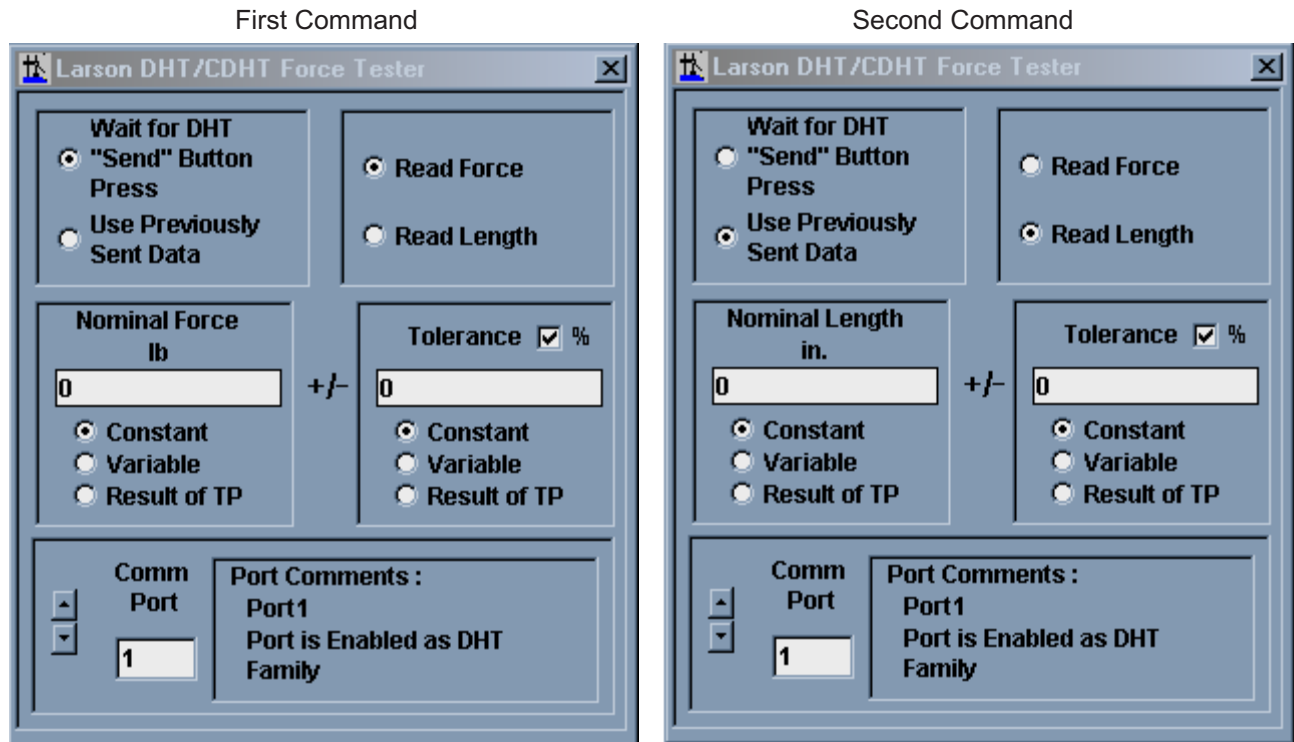 First Command
Larson DHT/CDHT Force Tester
Wait for DHT
"Send" Button
Press
Use Previously
Sent Data
Read Force
Read Length
Nominal Force
lb
0
Constant
Variable
Result of TP
+/-
Tolerance %
0
Constant
Variable
Result of TP
Comm
Port
1
Port Comments :
Port1
Port is Enabled as DHT
Family
Second Command
Larson DHT/CDHT Force Tester
Wait for DHT
"Send" Button
Press
Use Previously
Sent Data
Read Force
Read Length
Nominal Length
in.
0
Constant
Variable
Result of TP
+/-
Tolerance %
0
Constant
Variable
Result of TP
Comm
Port
1
Port Comments :
Port1
Port is Enabled as DHT
Family